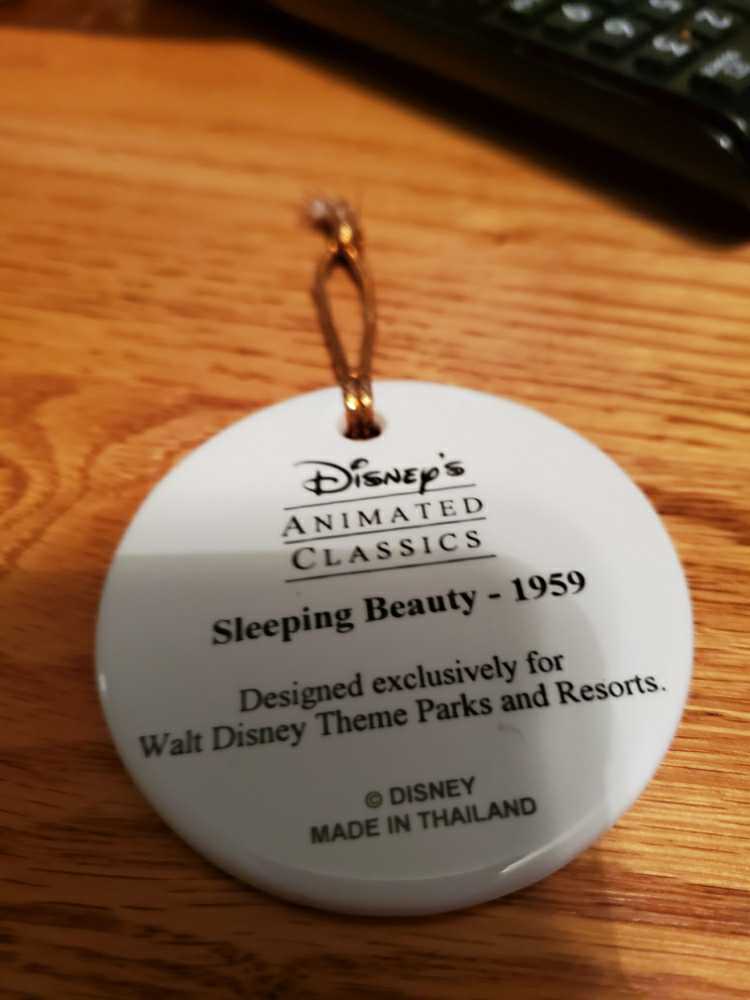 Disney's
ANIMATED
CLASSICS
Sleeping Beauty - 1959
Designed exclusively for
Walt Disney Theme Parks and Resorts.
© DISNEY
MADE IN THAILAND